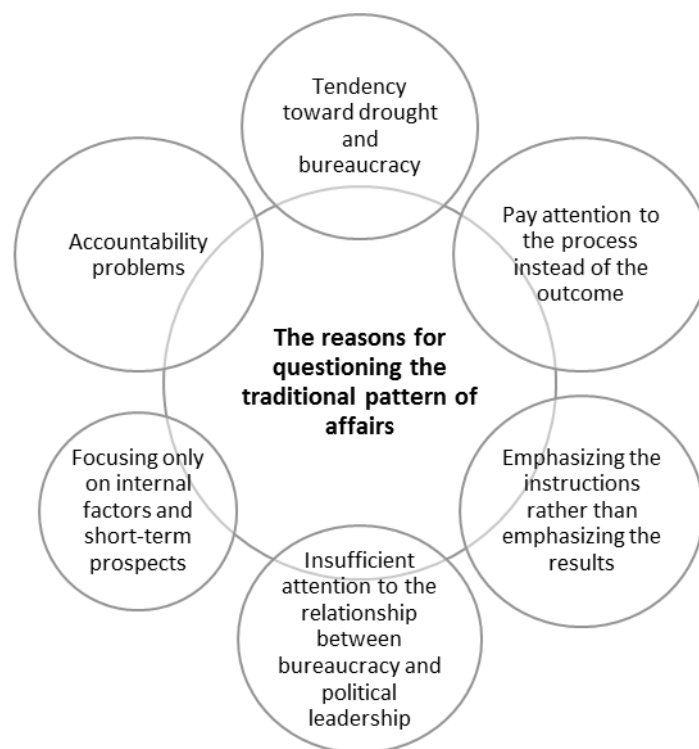 Tendency
toward drought
and
bureaucracy
Pay attention to
the process
instead of the
outcome
Emphasizing the
instructions
rather than
emphasizing the
results
Insufficient
attention to the
relationship
between
bureaucracy and
political
leadership
Focusing only
on internal
factors and
short-term
prospects
Accountability
problems
The reasons for
questioning the
traditional pattern of
affairs